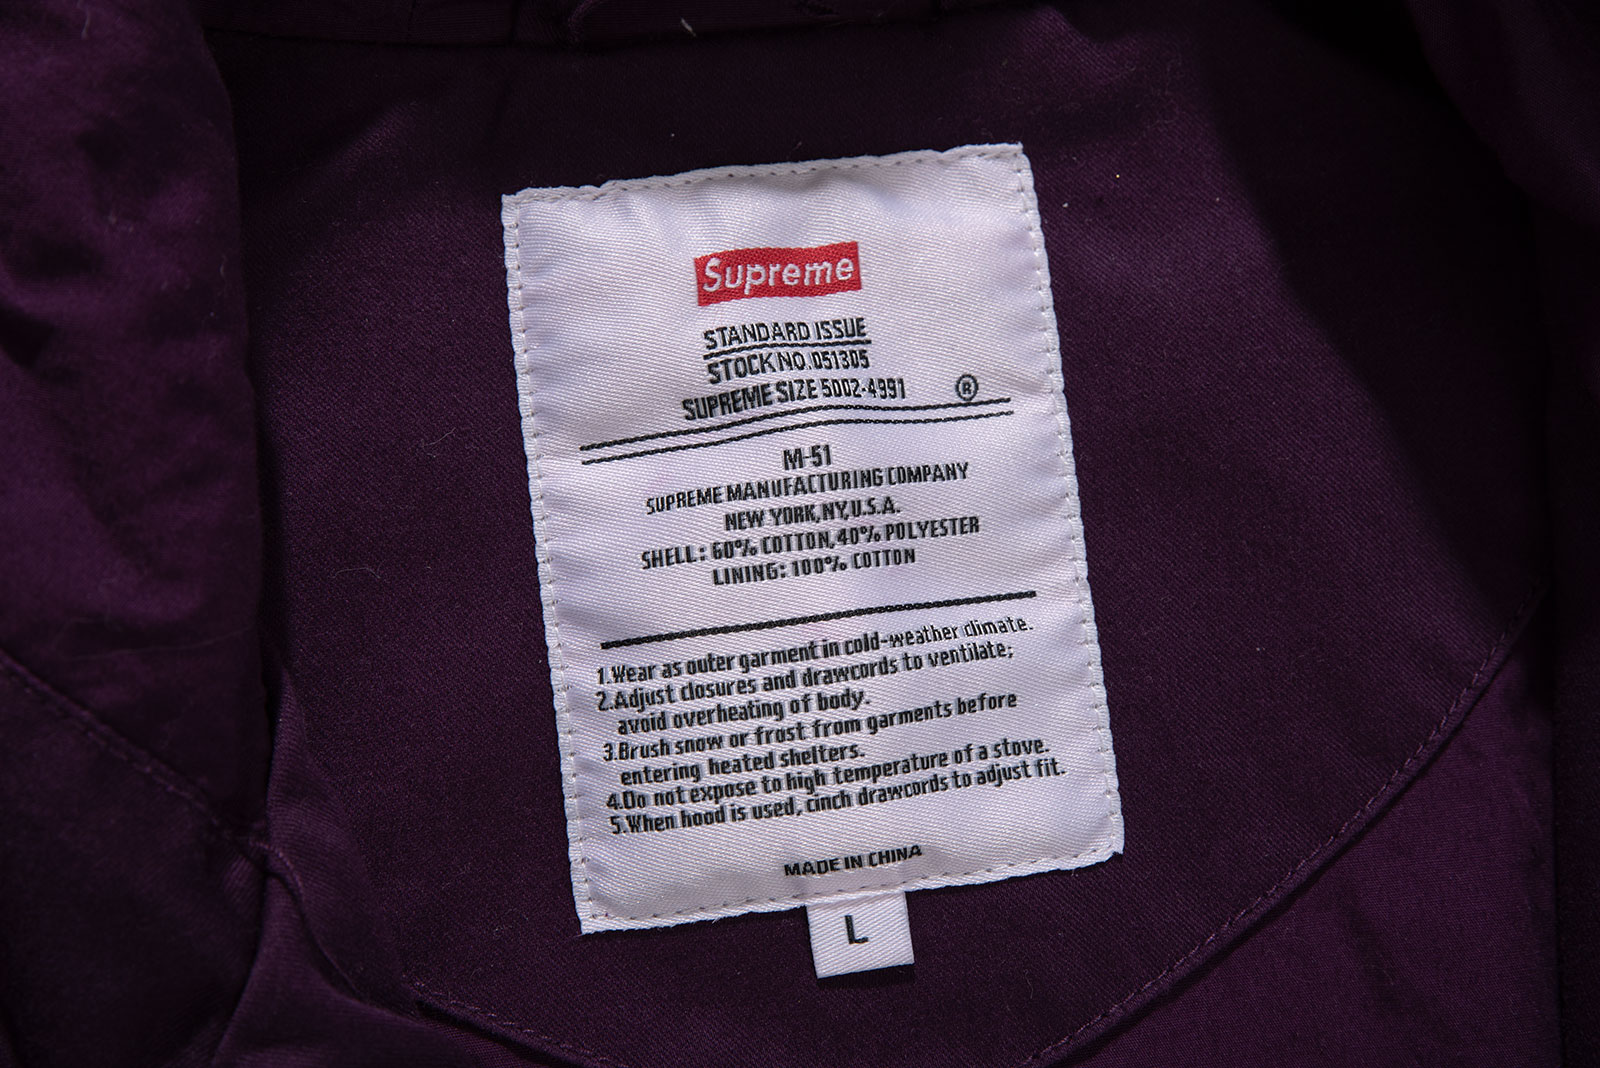 Supreme
STANDARD ISSUE
STOCK NO. 051305
SUPREME SIZE 5002-4991 ®
M-51
SUPREME MANUFACTURING COMPANY
NEW YORK, NY, U.S.A.
SHELL: 60% COTTON, 40% POLYESTER
LINING: 100% COTTON
1.Wear as outer garment in cold-weather climate.
2.Adjust closures and drawcords to ventilate;
avoid overheating of body.
3.Brush snow or frost from garments before
entering heated shelters.
4.Do not expose to high temperature of a stove.
5.When hood is used, cinch drawcords to adjust fit.
MADE IN CHINA
L